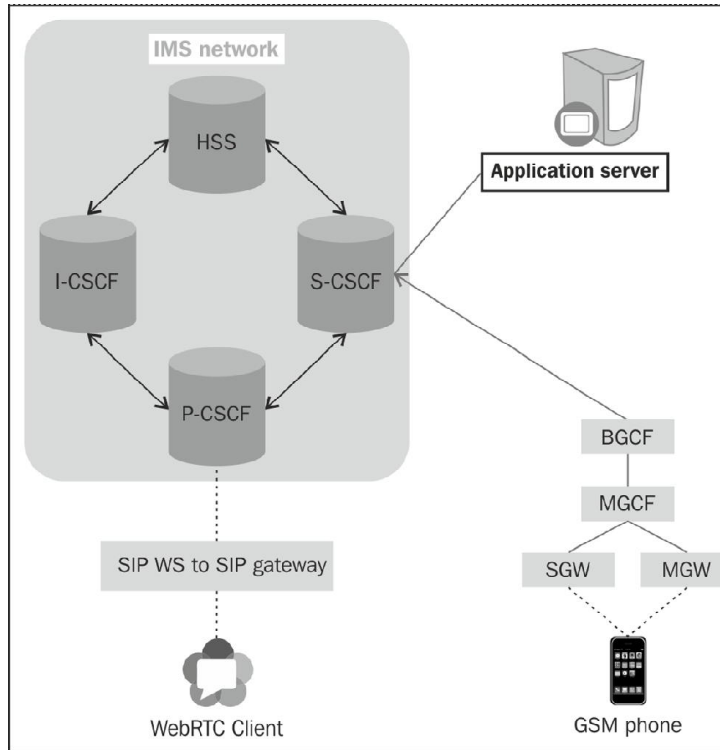 IMS network
HSS
Application server
I-CSCF
S-CSCF
P-CSCF
BGCF
MGCF
SIP WS to SIP gateway
SGW
MGW
WebRTC Client
GSM phone